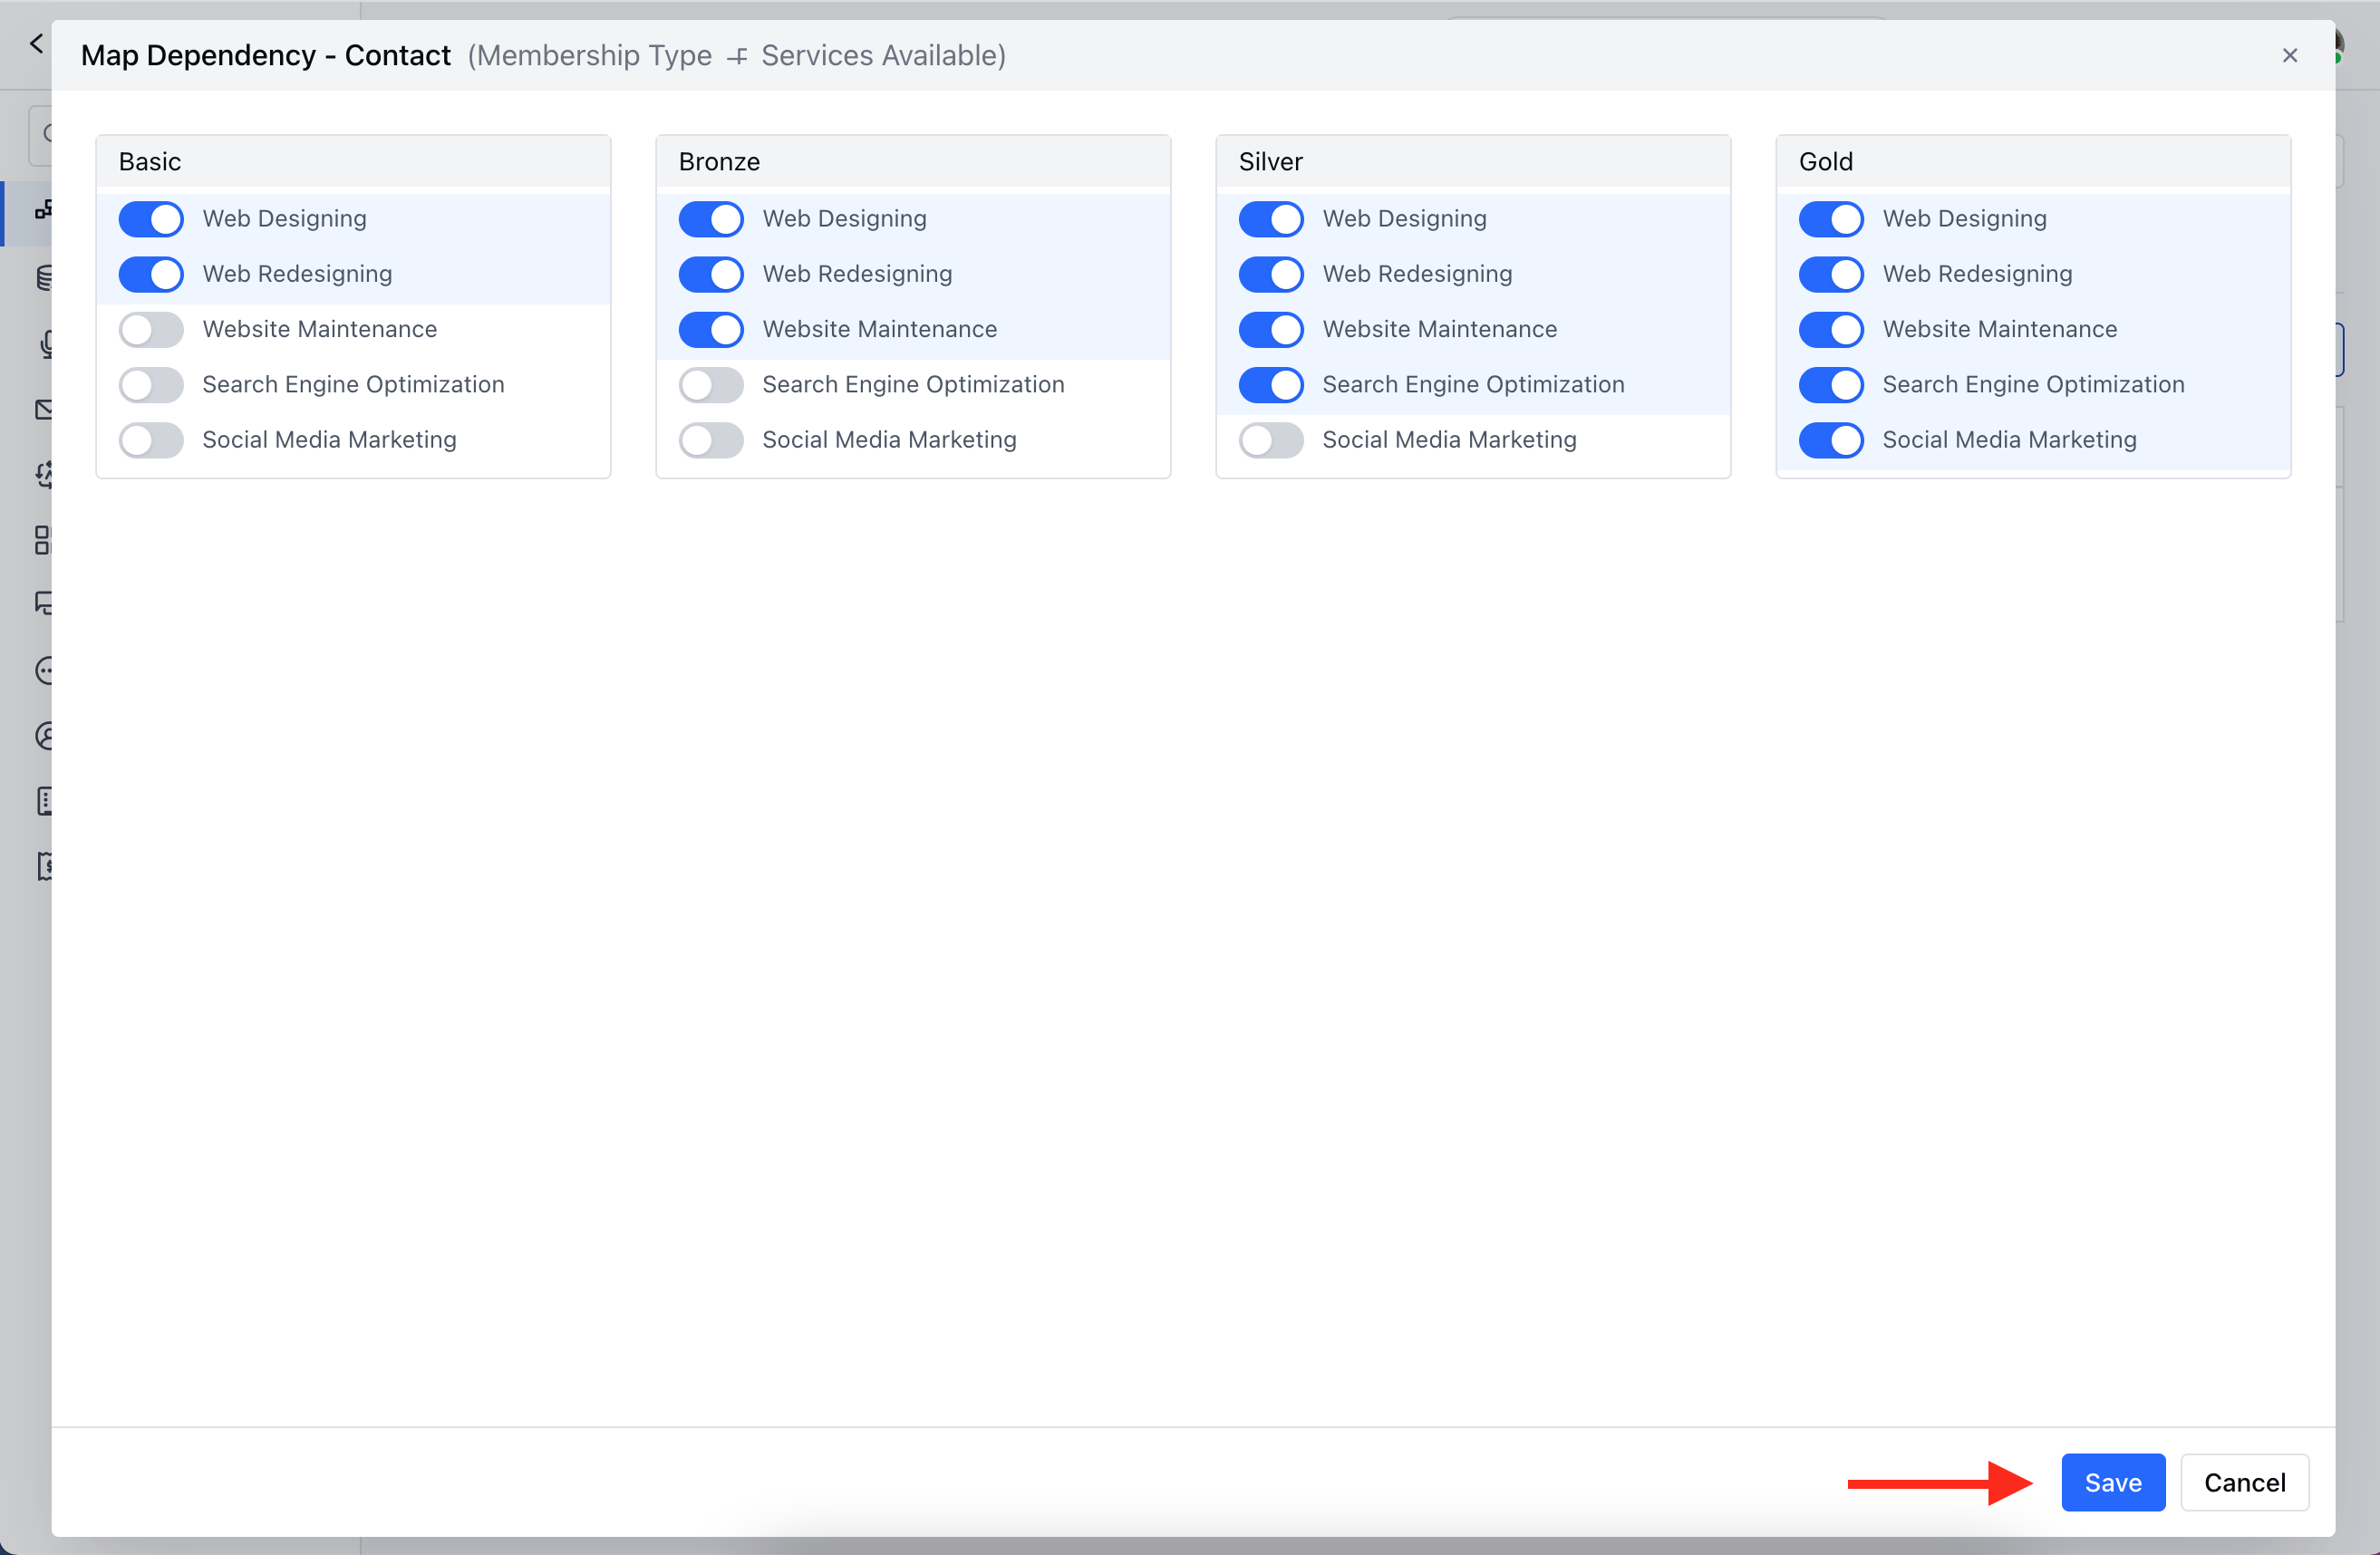 Map Dependency - Contact (Membership Type Services Available)
Basic
Web Designing
Web Redesigning
Website Maintenance
Search Engine Optimization
Social Media Marketing
Bronze
Web Designing
Web Redesigning
Website Maintenance
Search Engine Optimization
Social Media Marketing
Silver
Web Designing
Web Redesigning
Website Maintenance
Search Engine Optimization
Social Media Marketing
Gold
Web Designing
Web Redesigning
Website Maintenance
Search Engine Optimization
Social Media Marketing
Save
Cancel